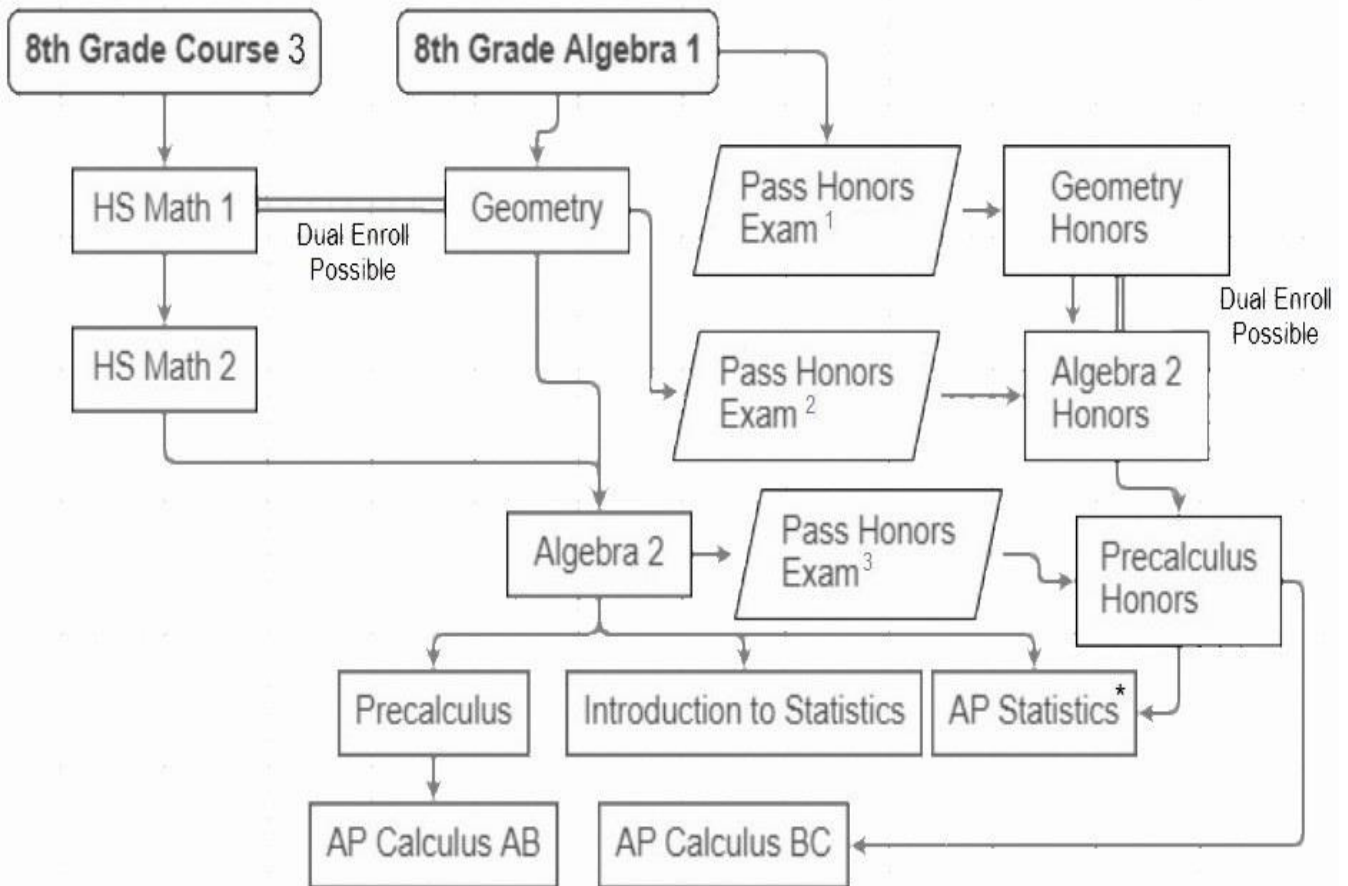 8th Grade Course 3
8th Grade Algebra 1
Pass Honors
Exam 1
Geometry
Honors
HS Math 1
Dual Enroll
Possible
Geometry
Dual Enroll
Possible
HS Math 2
Pass Honors
Exam 2
Algebra 2
Honors
Algebra 2
Pass Honors
Exam 3
Precalculus
Honors
Precalculus
Introduction to Statistics
AP Statistics *
AP Calculus AB
AP Calculus BC